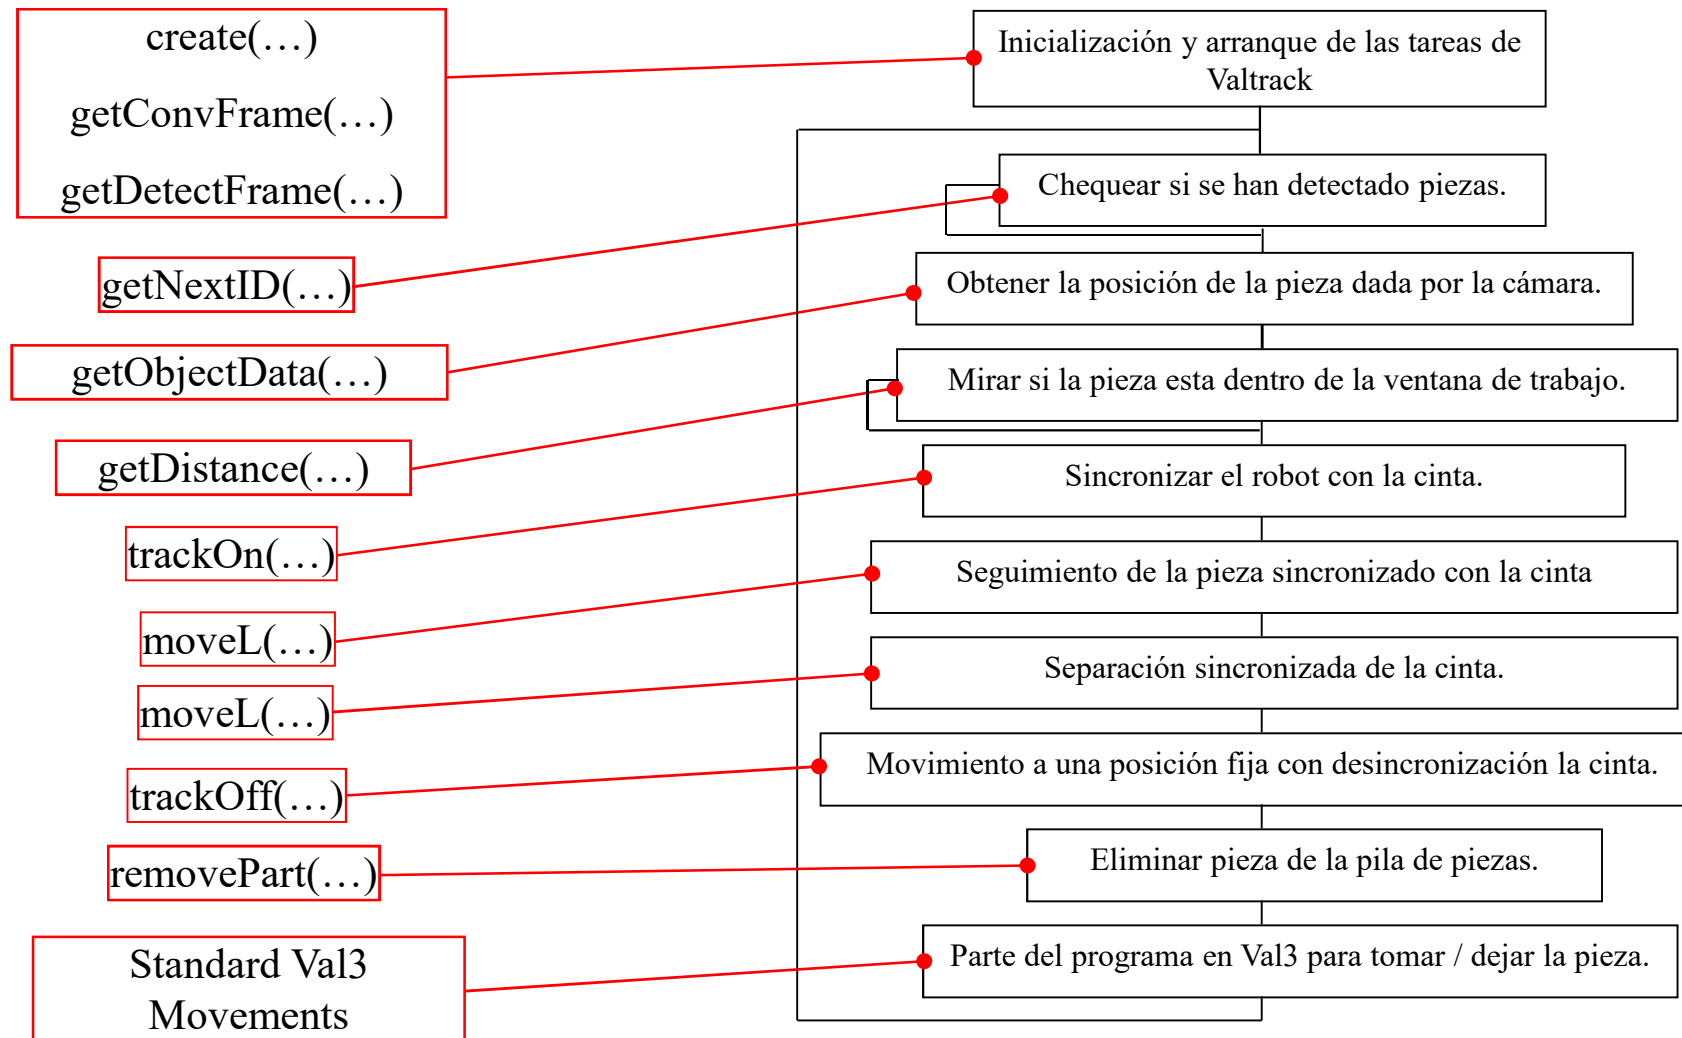 create(…)
getConvFrame(…)
getDetectFrame(…)
getNextID(…)
getObjectData(…)
getDistance(…)
trackOn(…)
moveL(…)
moveL(…)
trackOff(…)
removePart(…)
Standard Val3
Movements
Inicialización y arranque de las tareas de
Valtrack
Chequear si se han detectado piezas.
Obtener la posición de la pieza dada por la cámara.
Mirar si la pieza esta dentro de la ventana de trabajo.
Sincronizar el robot con la cinta.
Seguimiento de la pieza sincronizado con la cinta
Separación sincronizada de la cinta.
Movimiento a una posición fija con desincronización la cinta.
Eliminar pieza de la pila de piezas.
Parte del programa en Val3 para tomar / dejar la pieza.